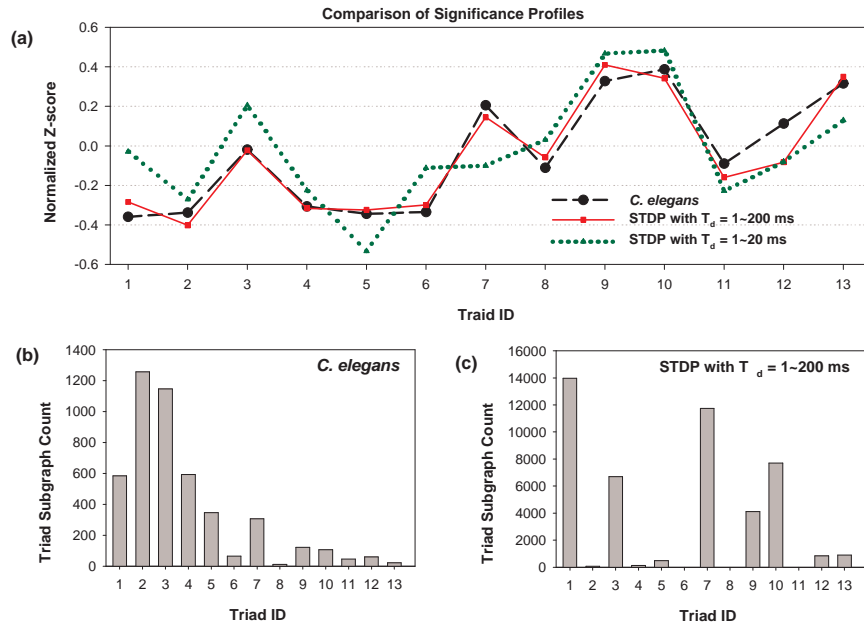 Comparison of Significance Profiles
(a)
0.6
0.4
0.2
0.0
-0.2
-0.4
-0.6
Normalized Z-score
C. elegans
STDP with T d = 1~200 ms
STDP with T d = 1~20 ms
1 2 3 4 5 6 7 8 9 10 11 12 13
Traid ID
(b)
1400
1200
1000
800
600
400
200
0
Triad Subgraph Count
C. elegans
1 2 3 4 5 6 7 8 9 10 11 12 13
Triad ID
(c)
16000
14000
12000
10000
8000
6000
4000
2000
0
Triad Subgraph Count
STDP with T d = 1~200 ms
1 2 3 4 5 6 7 8 9 10 11 12 13
Triad ID